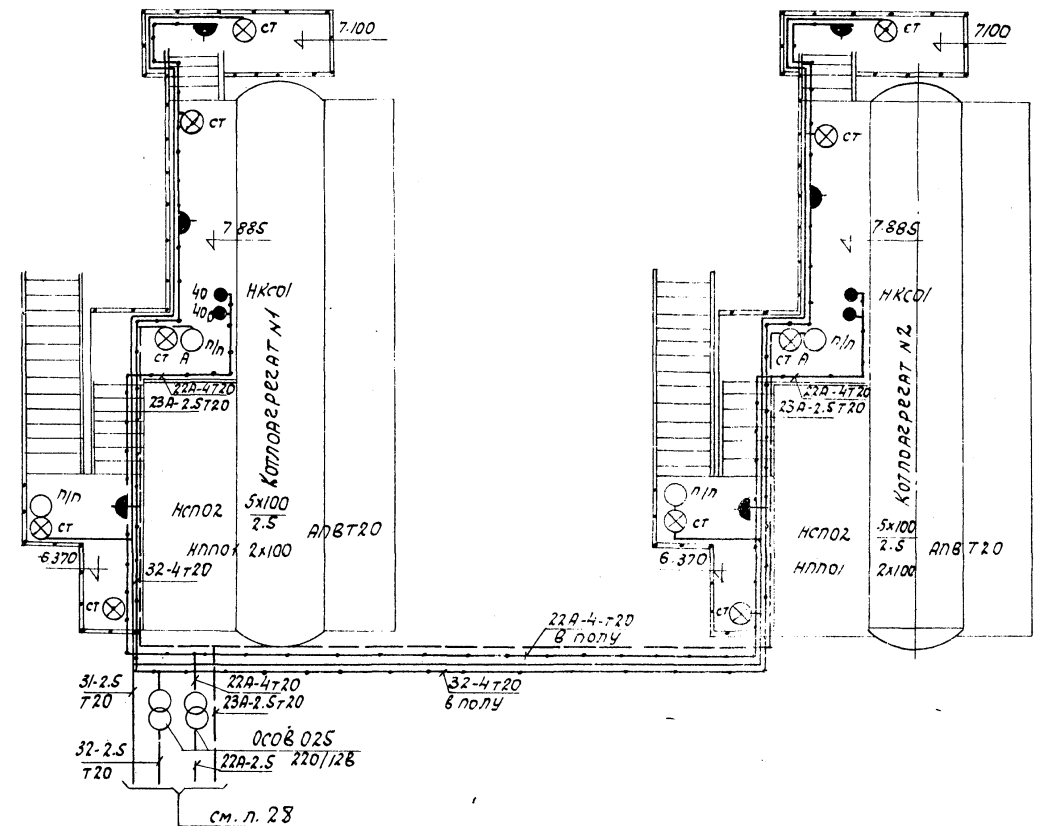 ст
7.100
ст
7100
ст
ст
7.885
7.885
40
40
НКС01
НКС01
Котлоагрегат N1
Котлоагрегат N2
ст А
п/п
ст А
п/п
22А-4т20
23А-2.5т20
22А-4т20
23А-2.5т20
п/п
ст
п/п
ст
НСП02 5х100
2.5
АПВТ20
НПП01 2х100
НСП02 5х100
2.5
АПВТ20
НПП01 2х100
6.370
6.370
32-4т20
ст
ст
22А-4-т20
в полу
32-4т20
в полу
31-2.5
т20
22А-4т20
23А-2.5т20
ОСОВ 025
220/12в
32-2.5
т20
22А-2.5
см. л. 28